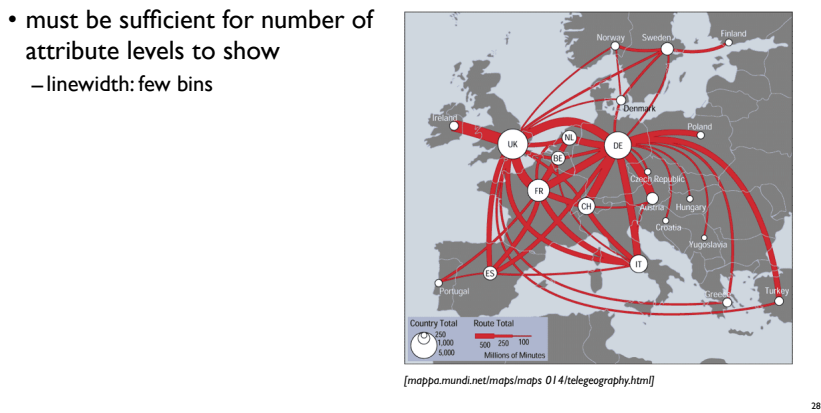 • must be sufficient for number of
attribute levels to show
– linewidth: few bins
Norway
Sweden
Finland
Denmark
Ireland
UK
NL
BE
DE
Poland
Czech Republic
FR
CH
Austria
Hungary
Croatia
Yugoslavia
IT
ES
Portugal
Greece
Turkey
Country Total
250
1,000
5,000
Route Total
500 250 100
Millions of Minutes
[mappa.mundi.net/maps/maps 014/telegeography.html]
28